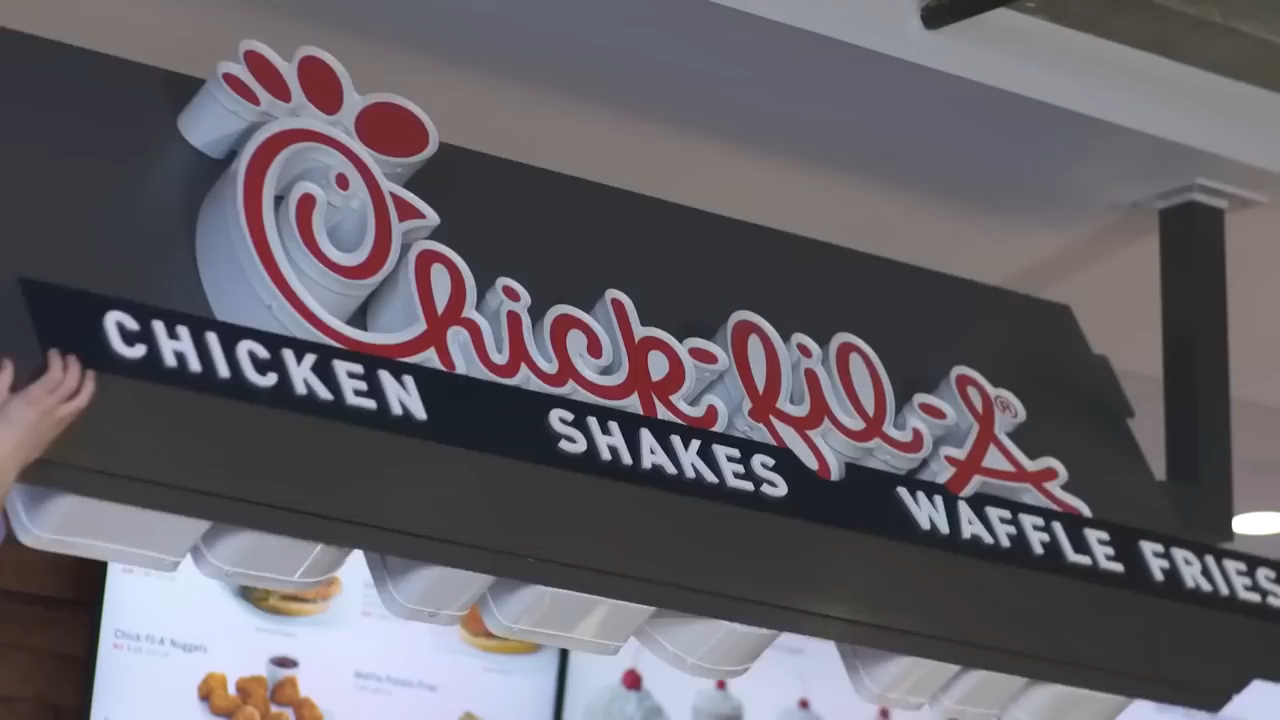 Chick-fil-A®
CHICKEN SHAKES WAFFLE FRIES
Chick-fil-A Nuggets
Waffle Potato Fries